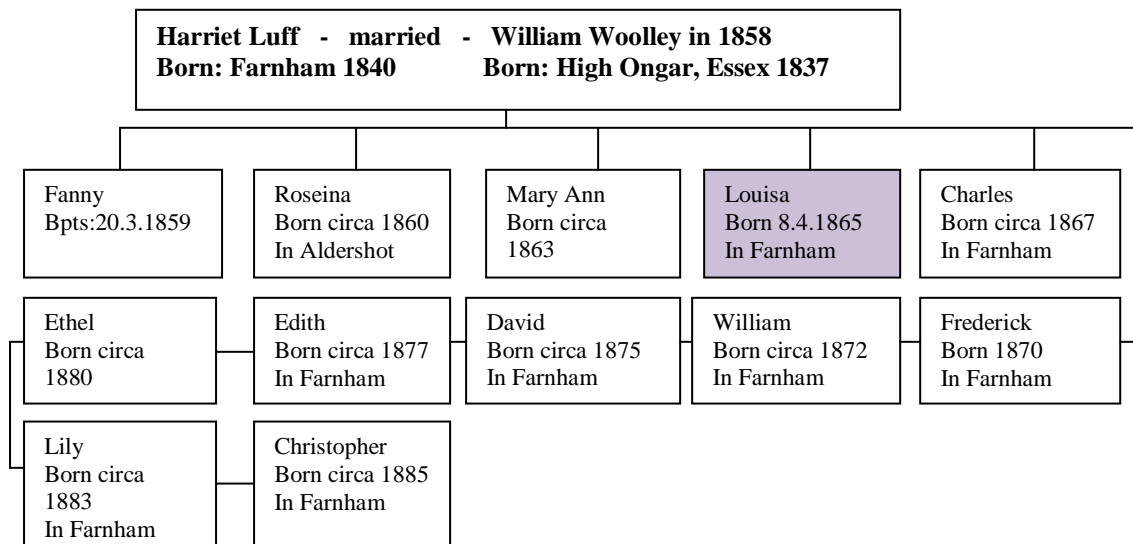 Harriet Luff - married - William Woolley in 1858
Born: Farnham 1840 Born: High Ongar, Essex 1837
Fanny
Bpts:20.3.1859
Roseina
Born circa 1860
In Aldershot
Mary Ann
Born circa
1863
Louisa
Born 8.4.1865
In Farnham
Charles
Born circa 1867
In Farnham
Ethel
Born circa
1880
Edith
Born circa 1877
In Farnham
David
Born circa 1875
In Farnham
William
Born circa 1872
In Farnham
Frederick
Born 1870
In Farnham
Lily
Born circa
1883
In Farnham
Christopher
Born circa 1885
In Farnham